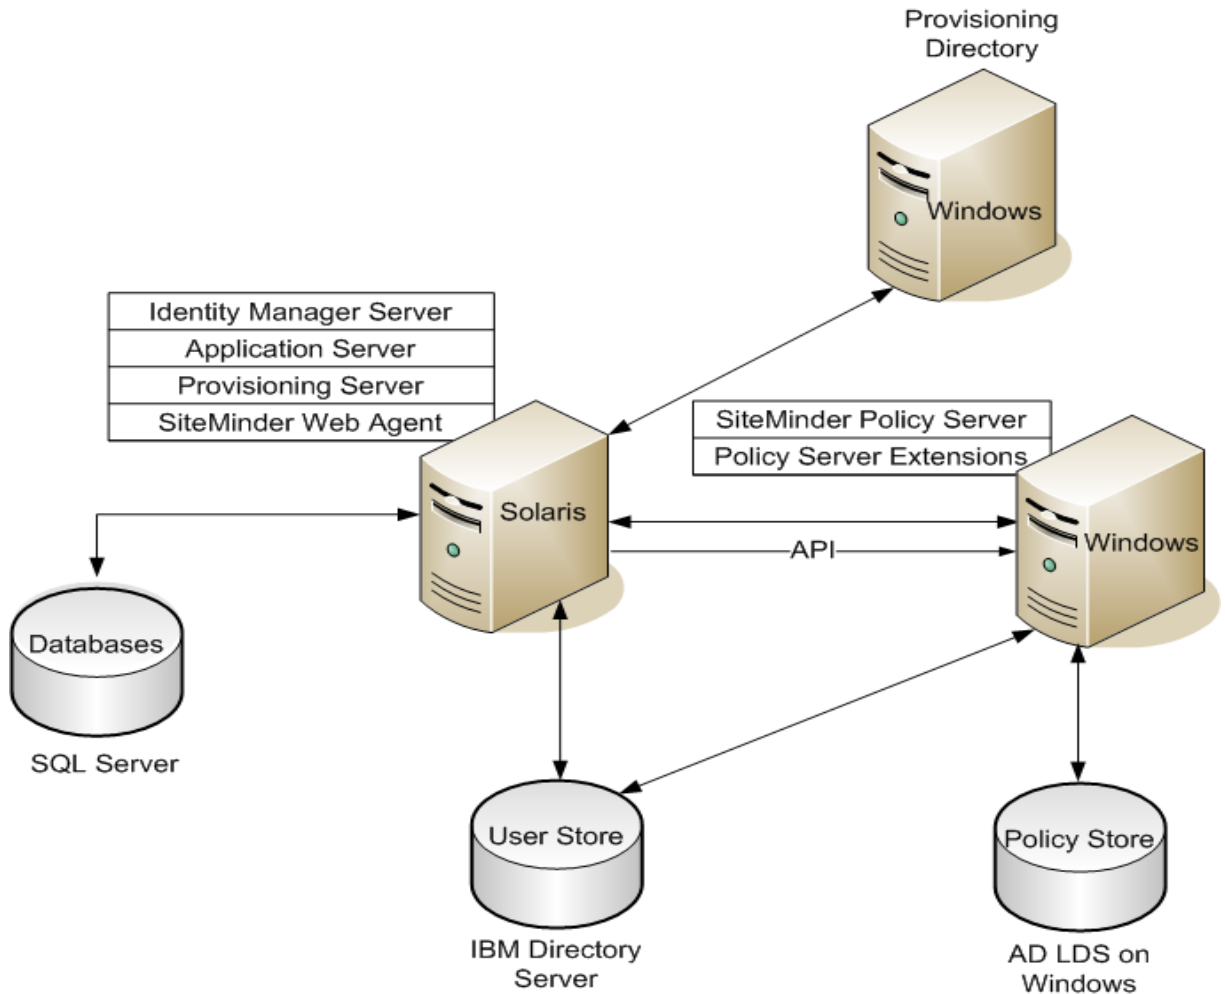 Provisioning
Directory
Windows
Identity Manager Server
Application Server
Provisioning Server
SiteMinder Web Agent
SiteMinder Policy Server
Policy Server Extensions
Solaris
API
Windows
Databases
SQL Server
User Store
IBM Directory
Server
Policy Store
AD LDS on
Windows